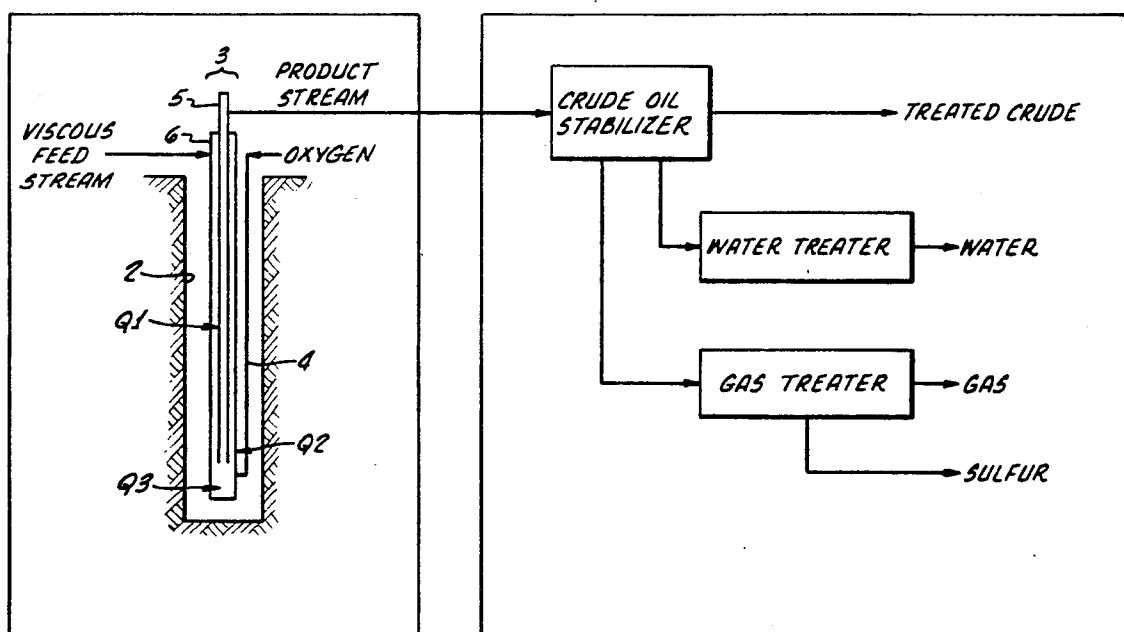 3
PRODUCT
STREAM
5
6
VISCOUS
FEED
STREAM
OXYGEN
2
Q1
4
Q2
Q3
CRUDE OIL
STABILIZER
TREATED CRUDE
WATER TREATER
WATER
GAS TREATER
GAS
SULFUR